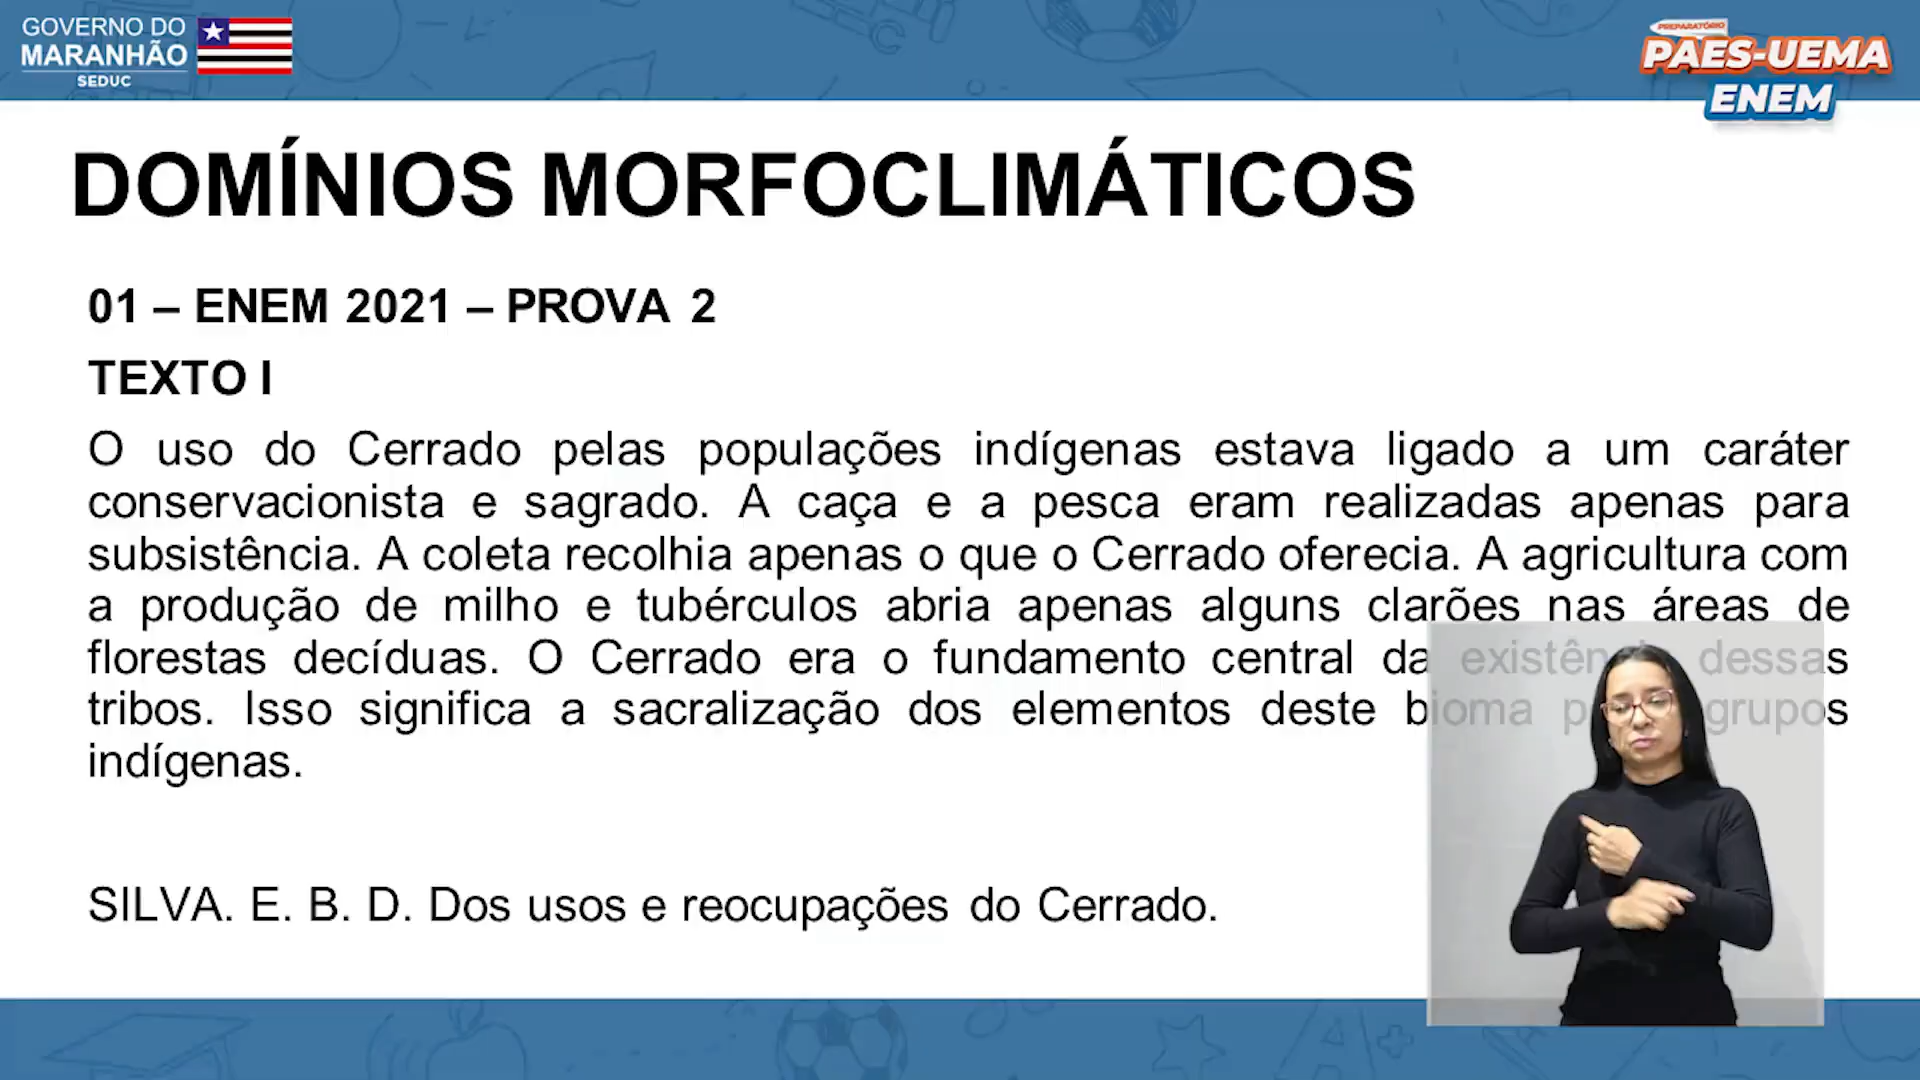 GOVERNO DO
MARANHÃO
SEDUC
PREPARATÓRIO
PAES-UEMA
ENEM
DOMÍNIOS MORFOCLIMÁTICOS
01 – ENEM 2021 – PROVA 2
TEXTO I
O uso do Cerrado pelas populações indígenas estava ligado a um caráter
conservacionista e sagrado. A caça e a pesca eram realizadas apenas para
subsistência. A coleta recolhia apenas o que o Cerrado oferecia. A agricultura com
a produção de milho e tubérculos abria apenas alguns clarões nas áreas de
florestas decíduas. O Cerrado era o fundamento central da existência dessas
tribos. Isso significa a sacralização dos elementos deste bioma grupos
indígenas.
SILVA. E. B. D. Dos usos e reocupações do Cerrado.